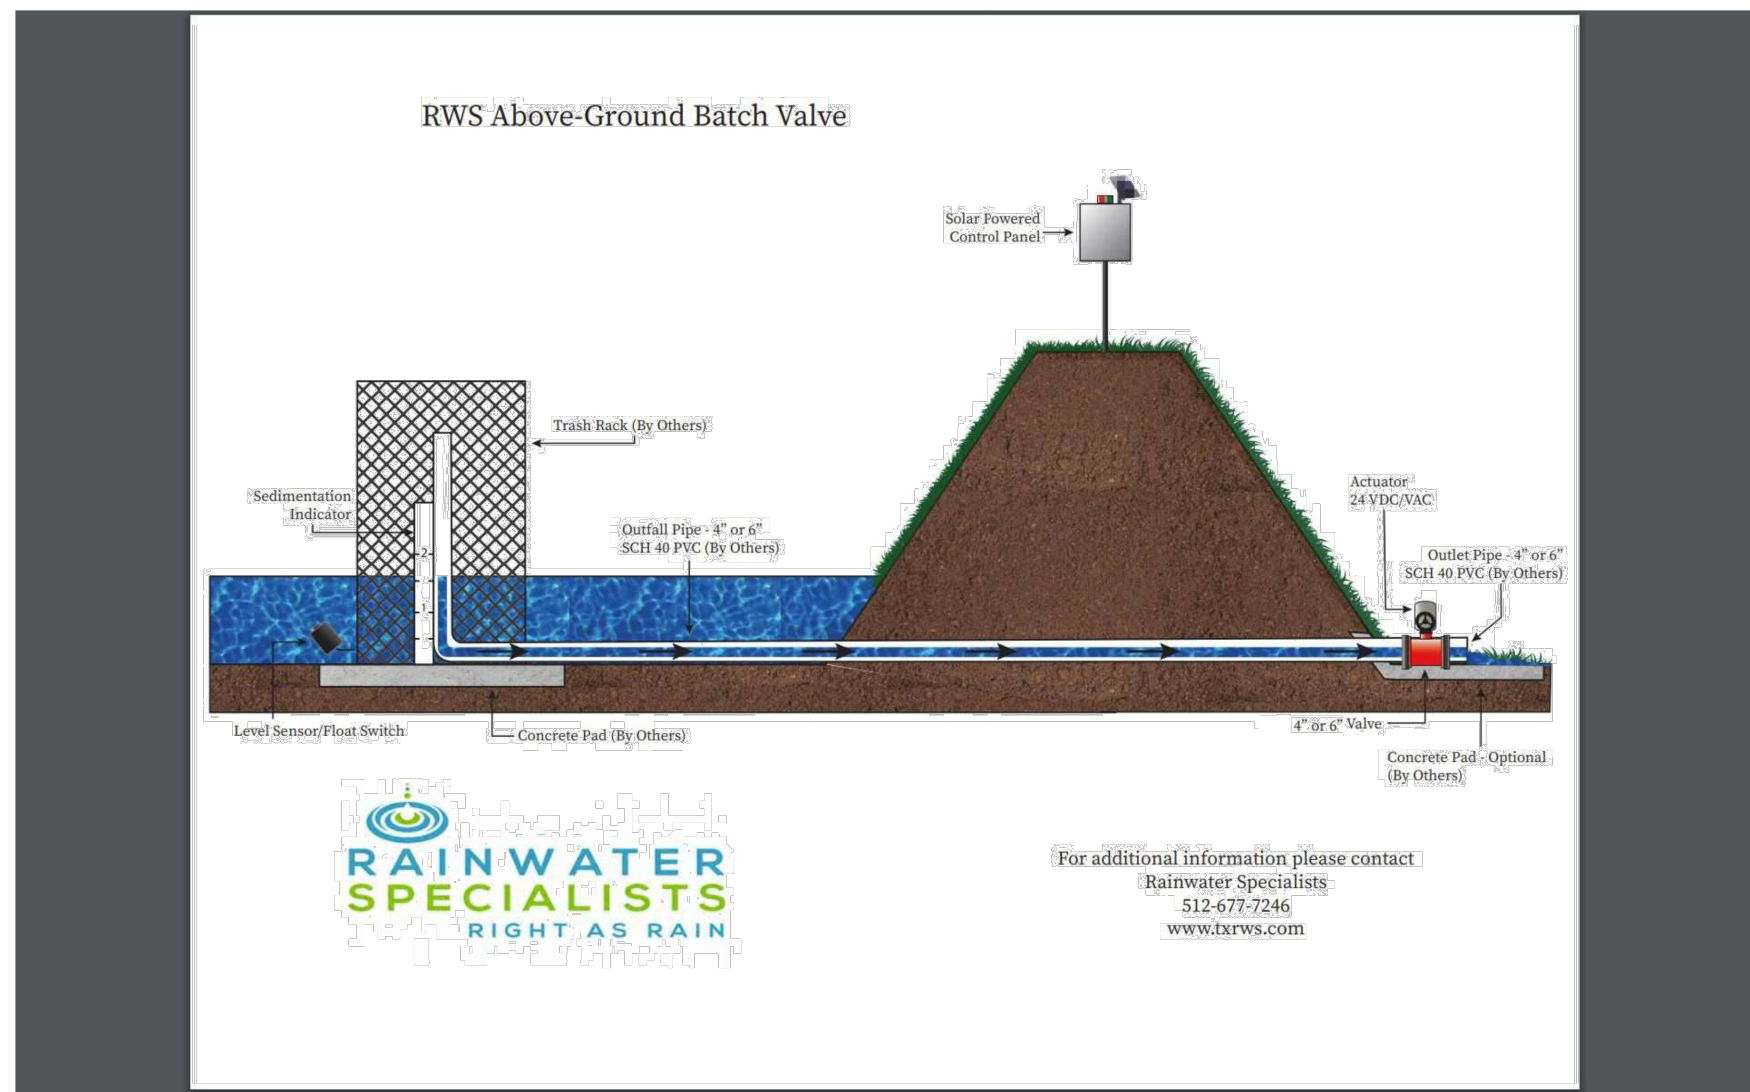 RWS Above-Ground Batch Valve
Solar Powered
Control Panel
Trash Rack (By Others)
Sedimentation
Indicator
Outfall Pipe - 4” or 6”
SCH 40 PVC (By Others)
Actuator
24 VDC/VAC
Outlet Pipe - 4” or 6”
SCH 40 PVC (By Others)
2
1
Level Sensor/Float Switch
Concrete Pad (By Others)
4” or 6” Valve
Concrete Pad - Optional
(By Others)
RAINWATER
SPECIALISTS
RIGHT AS RAIN
For additional information please contact
Rainwater Specialists
512-677-7246
www.txrws.com